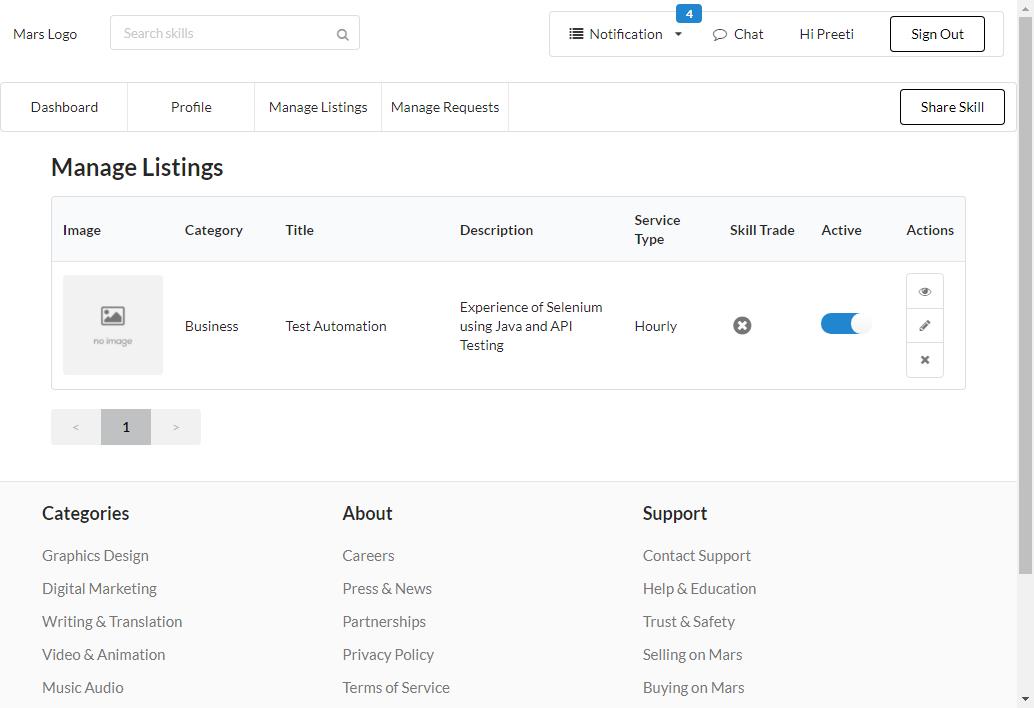 4
Mars Logo
Search skills
Notification
Chat
Hi Preeti
Sign Out
Dashboard
Profile
Manage Listings
Manage Requests
Share Skill
Manage Listings
Image
Category
Title
Description
Service
Type
Skill Trade
Active
Actions
no image
Business
Test Automation
Experience of Selenium
using Java and API
Testing
Hourly
< 1 >
Categories
About
Support
Graphics Design
Careers
Contact Support
Digital Marketing
Press & News
Help & Education
Writing & Translation
Partnerships
Trust & Safety
Video & Animation
Privacy Policy
Selling on Mars
Music Audio
Terms of Service
Buying on Mars